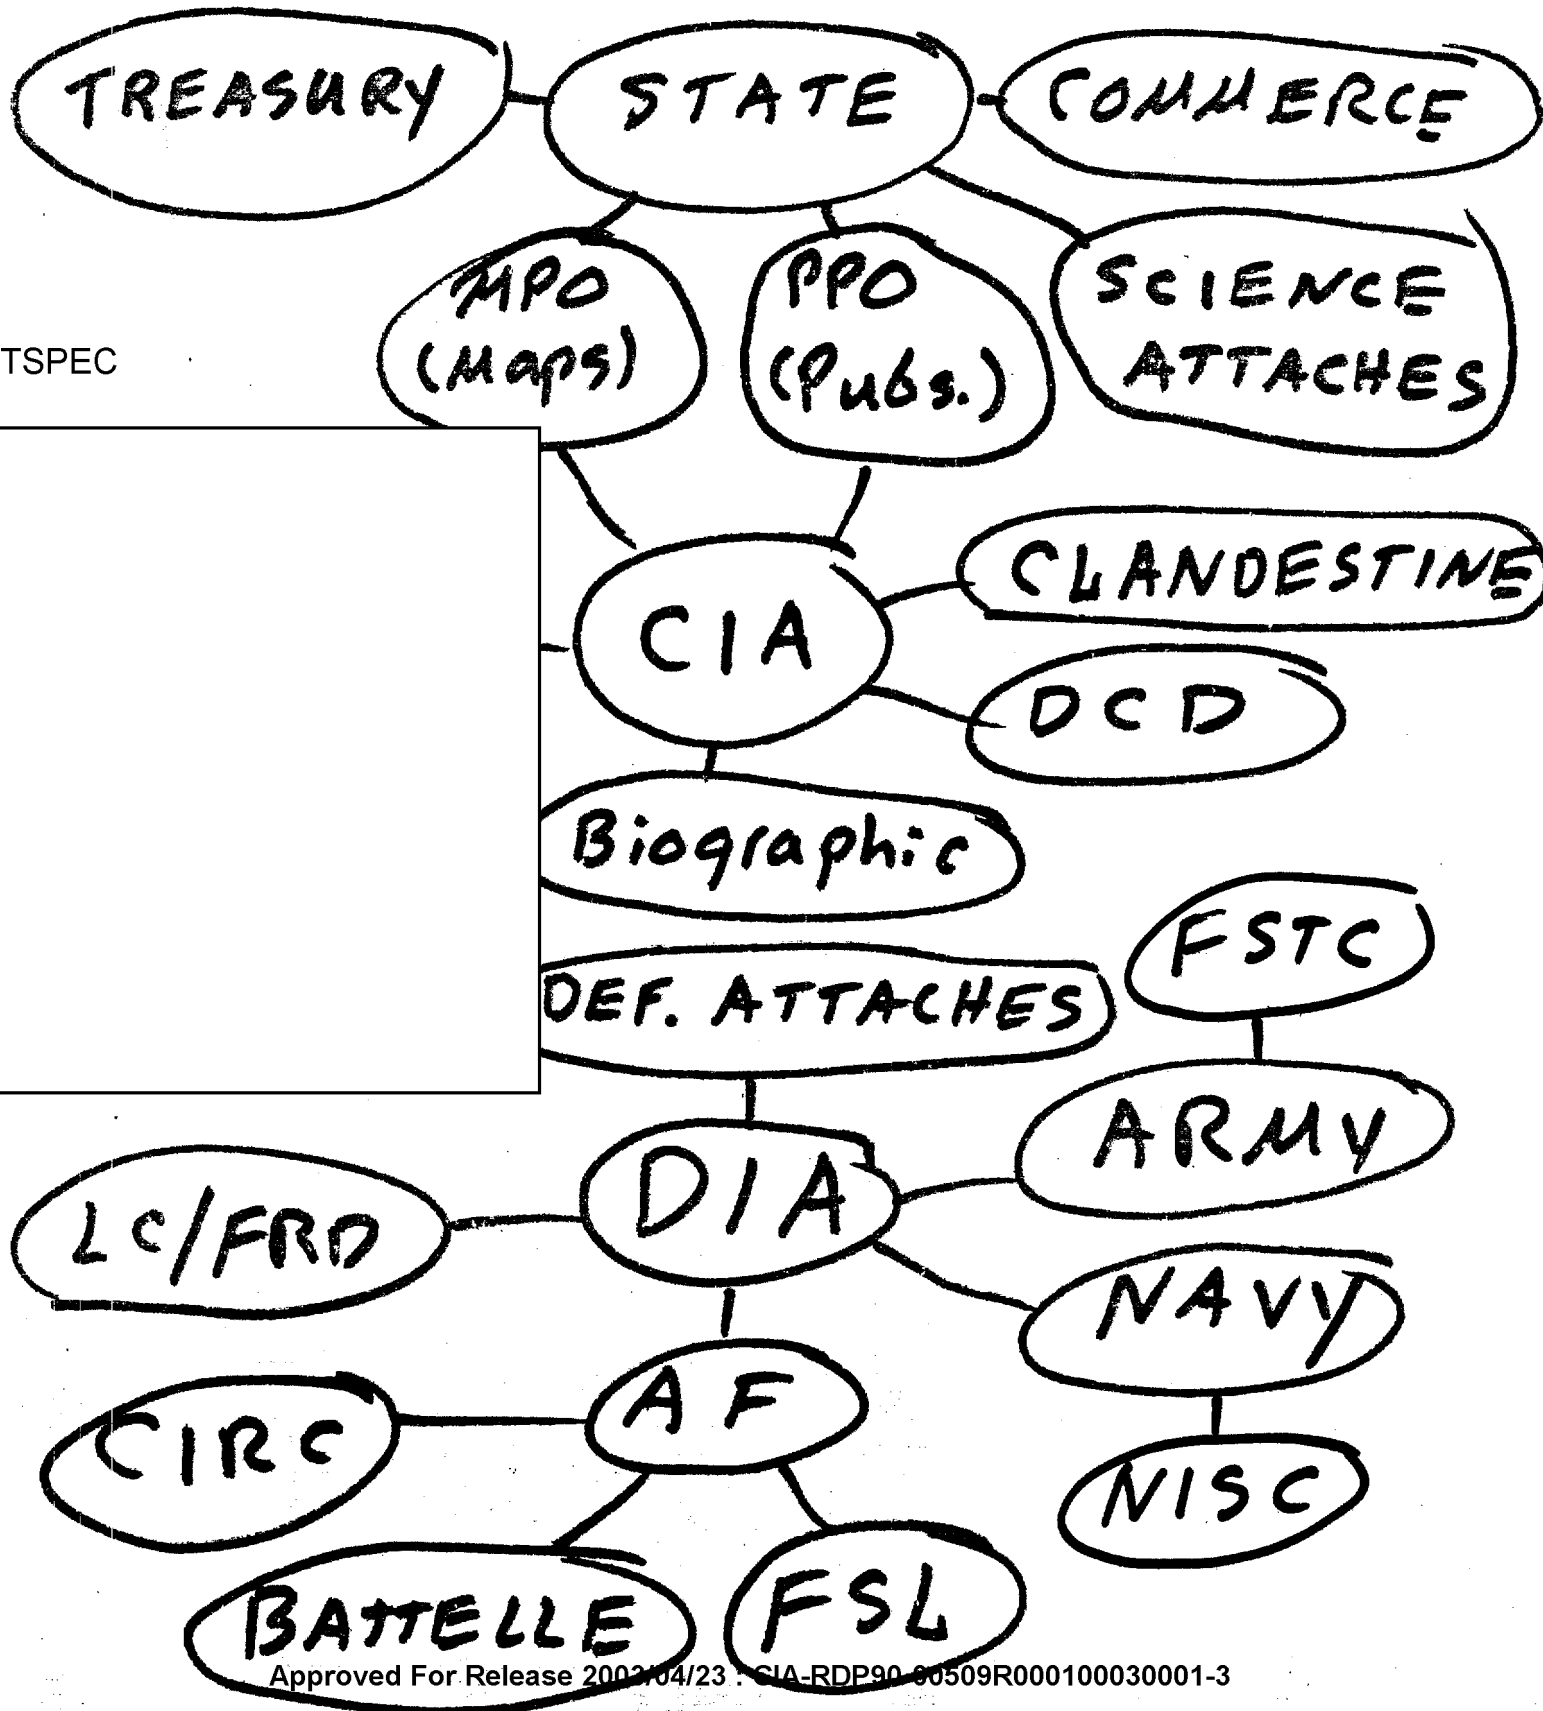 TREASURY
STATE
COMMERCE
MPO
(Maps)
PPO
(Pubs.)
SCIENCE
ATTACHES
TSPEC
CLANDESTINE
CIA
DCD
Biographic
FSTC
DEF. ATTACHES
ARMY
DIA
LC/FRD
NAVY
AF
CIRC
NISC
BATTELLE
FSL
Approved For Release 2003/04/23 : CIA-RDP90-00509R000100030001-3